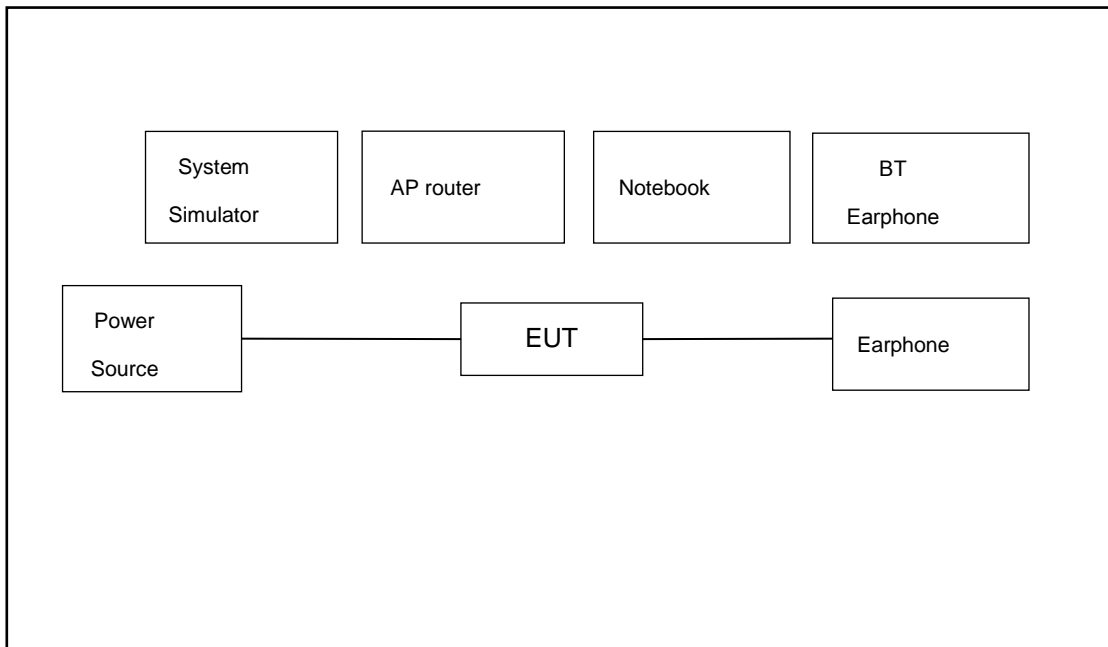 System
Simulator
AP router
Notebook
BT
Earphone
Power
Source
EUT
Earphone